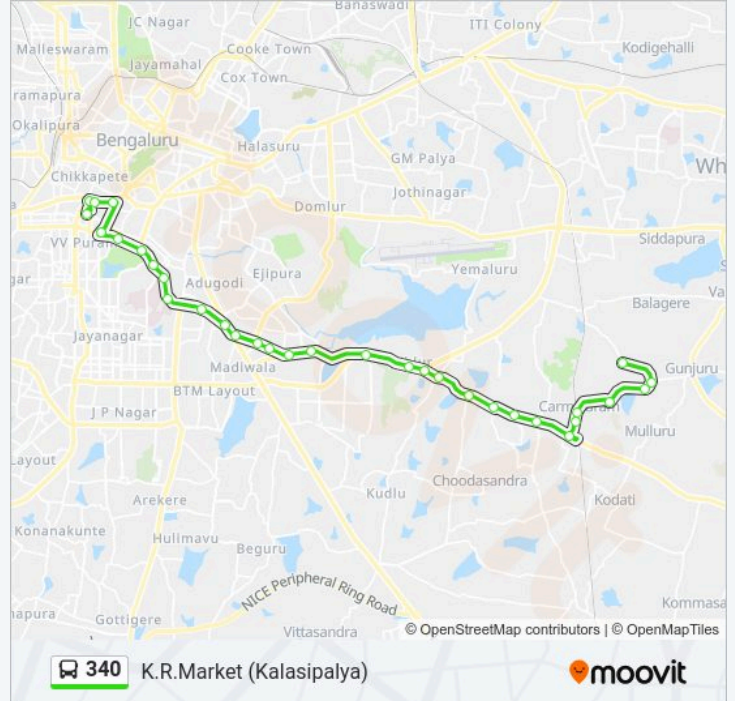 Banaswadi
JC Nagar
ITI Colony
Malleswaram
Cooke Town
Kodigehalli
Jayamahal
Cox Town
ramapura
Okalipura
Bengaluru
Halasuru
GM Palya
Wh
Chikkapete
Jothinagar
Domlur
VV Puram
Siddapura
Ejipura
Yemaluru
gar
Adugodi
Va
Balagere
Jayanagar
Madiwala
Gunjuru
BTM Layout
J P Nagar
Mulluru
Layout
Choodasandra
Kudlu
Kodati
Arekere
Konanakunte
Hulimavu
Beguru
NICE Peripheral Ring Road
Kommasa
napura
Gottigere
Vittasandra
© OpenStreetMap contributors | © OpenMapTiles
340 K.R.Market (Kalasipalya)
moovit